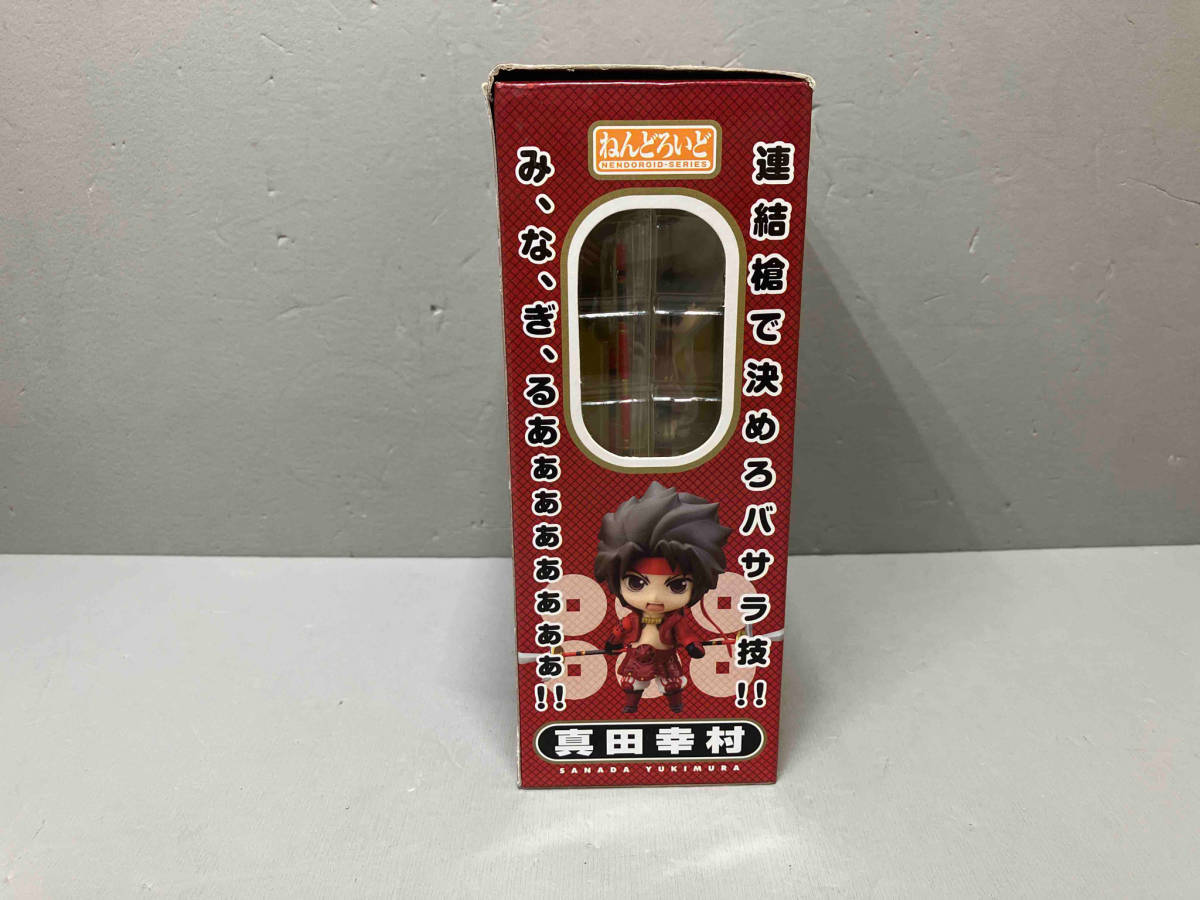 ねんどろいど
NENDOROID-SERIES
連結槍で決めろバサラ技!!
み、な、ぎ、るあぁぁぁぁぁぁぁぁ!!
真田幸村
SANADA YUKIMURA